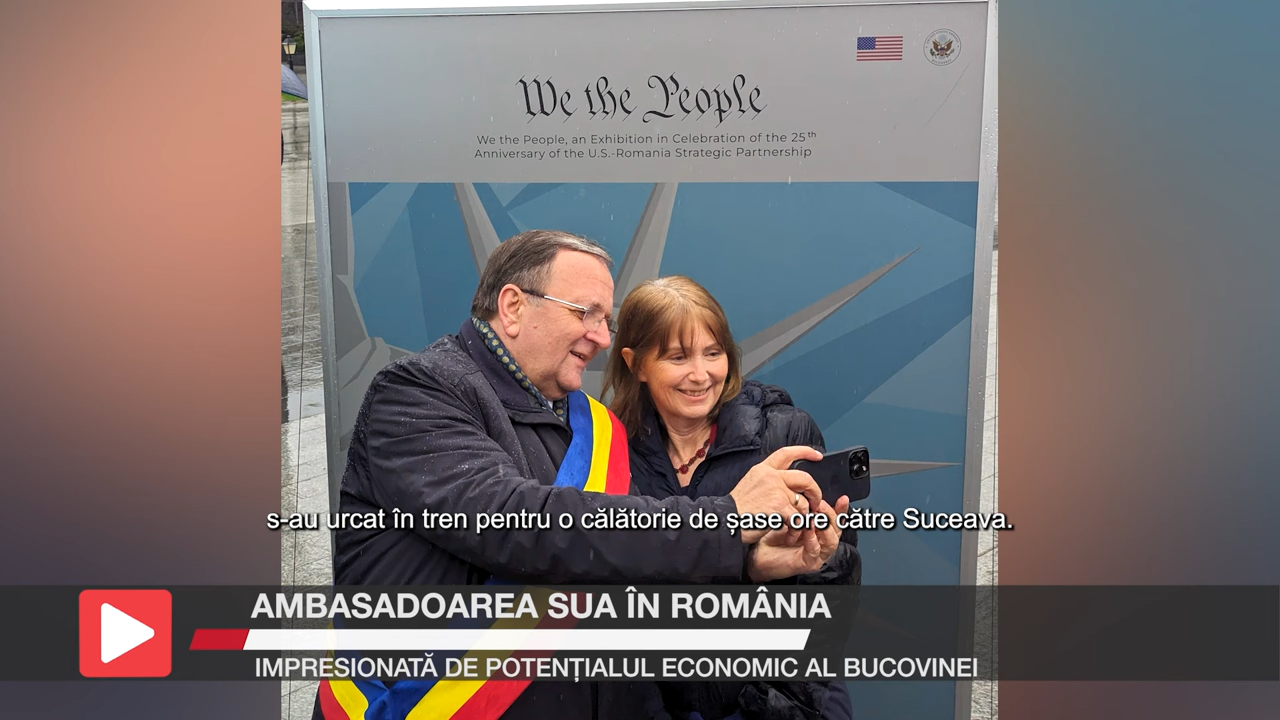 We the People
We the People, an Exhibition in Celebration of the 25th
Anniversary of the U.S.-Romania Strategic Partnership
s-au urcat în tren pentru o călătorie de șase ore către Suceava.
AMBASADOAREA SUA ÎN ROMÂNIA
IMPRESIONATĂ DE POTENȚIALUL ECONOMIC AL BUCOVINEI